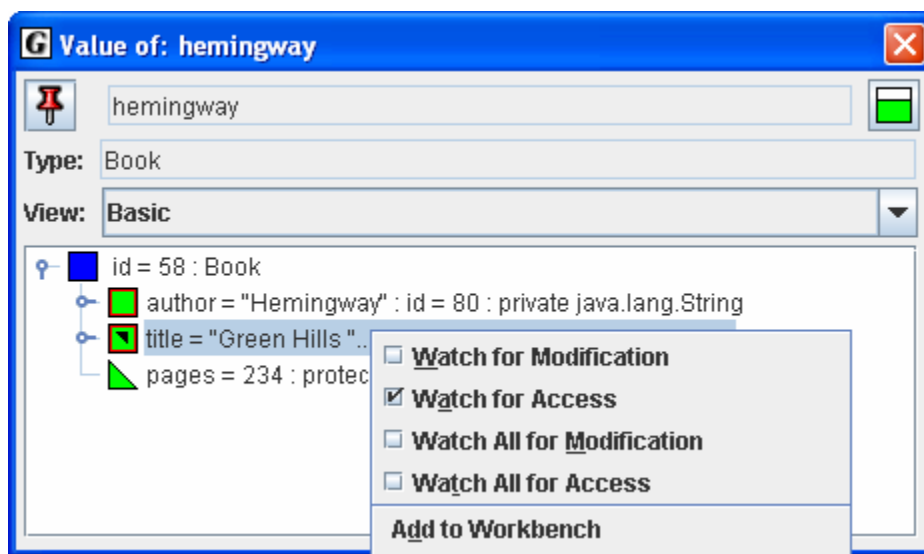 G Value of: hemingway
hemingway
Type: Book
View: Basic
id = 58 : Book
author = "Hemingway" : id = 80 : private java.lang.String
title = "Green Hills "...
pages = 234 : protec
Watch for Modification
Watch for Access
Watch All for Modification
Watch All for Access
Add to Workbench